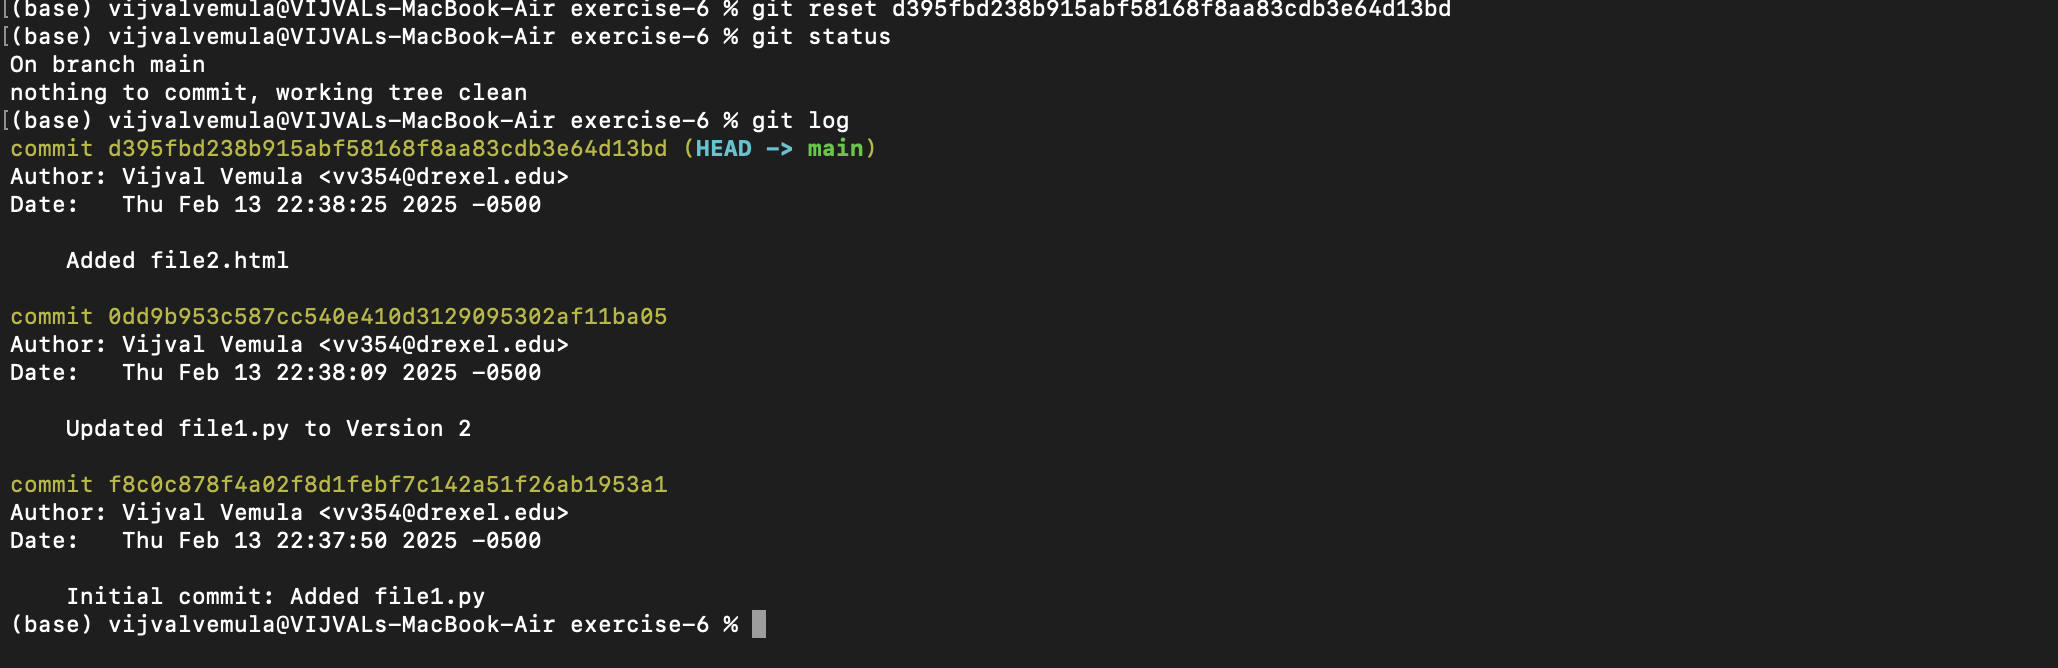 [(base) vijvalvemula@VIJVALs-MacBook-Air exercise-6 % git reset d395fbd238b915abf58168f8aa83cdb3e64d13bd
[(base) vijvalvemula@VIJVALs-MacBook-Air exercise-6 % git status
On branch main
nothing to commit, working tree clean
[(base) vijvalvemula@VIJVALs-MacBook-Air exercise-6 % git log
commit d395fbd238b915abf58168f8aa83cdb3e64d13bd (HEAD -> main)
Author: Vijval Vemula <vv354@drexel.edu>
Date:   Thu Feb 13 22:38:25 2025 -0500
    Added file2.html
commit 0dd9b953c587cc540e410d3129095302af11ba05
Author: Vijval Vemula <vv354@drexel.edu>
Date:   Thu Feb 13 22:38:09 2025 -0500
    Updated file1.py to Version 2
commit f8c0c878f4a02f8d1febf7c142a51f26ab1953a1
Author: Vijval Vemula <vv354@drexel.edu>
Date:   Thu Feb 13 22:37:50 2025 -0500
    Initial commit: Added file1.py
(base) vijvalvemula@VIJVALs-MacBook-Air exercise-6 %